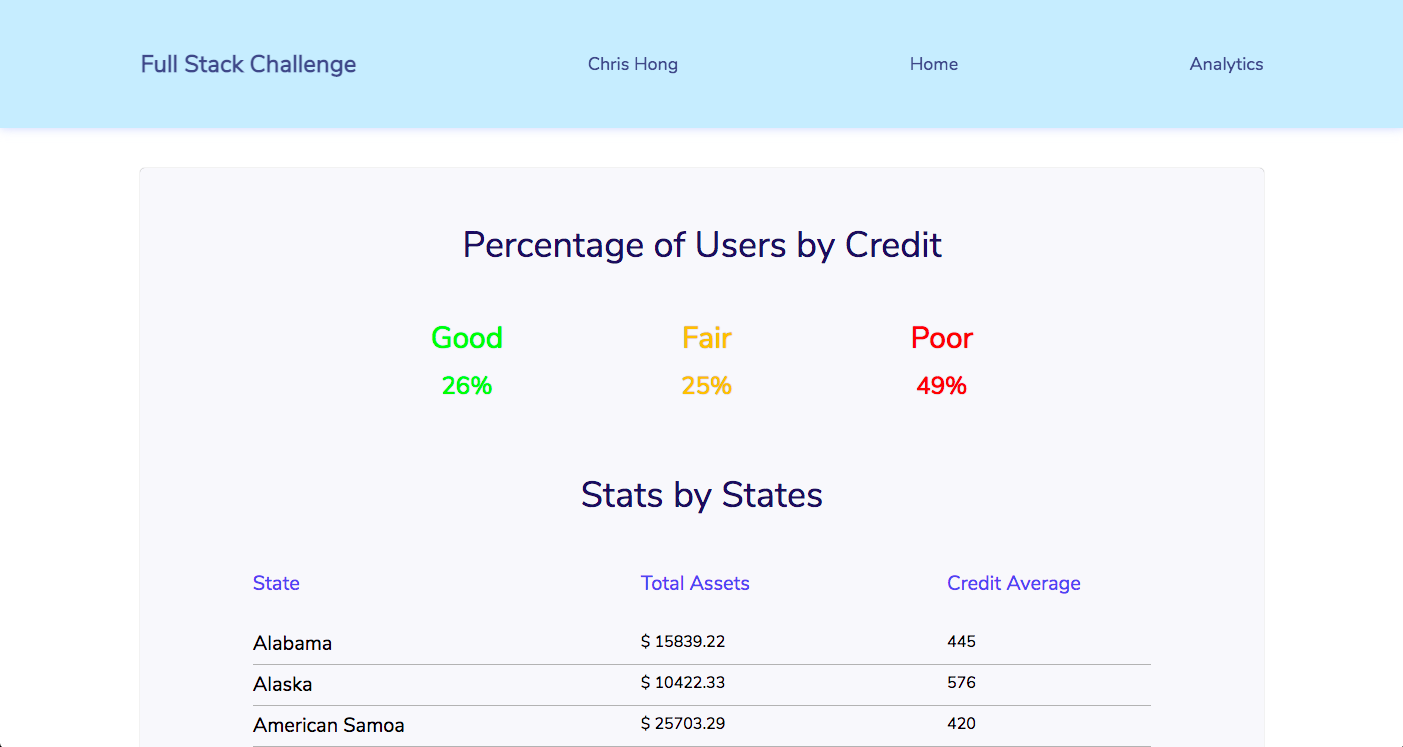 Full Stack Challenge Chris Hong Home Analytics
Percentage of Users by Credit
Good Fair Poor
26% 25% 49%
Stats by States
State Total Assets Credit Average
Alabama $ 15839.22 445
Alaska $ 10422.33 576
American Samoa $ 25703.29 420